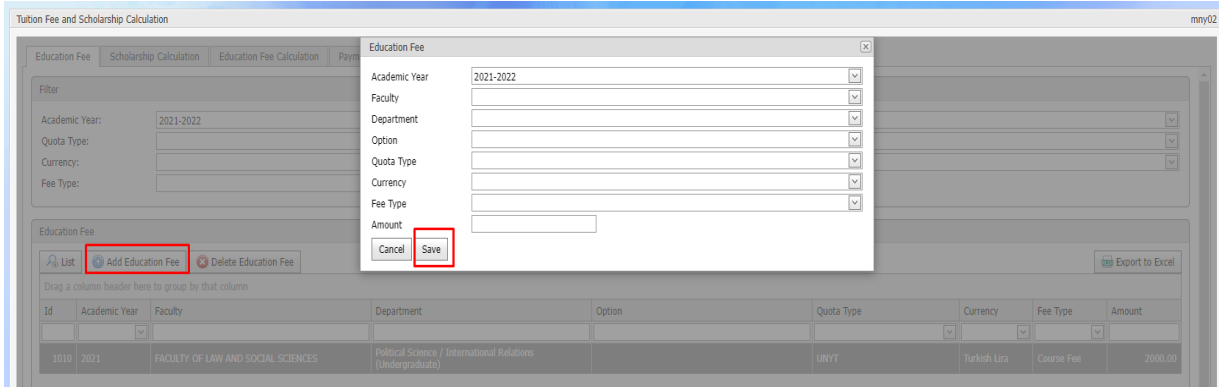 Tuition Fee and Scholarship Calculation mny02
Education Fee Scholarship Calculation Education Fee Calculation Paym
Filter
Academic Year: 2021-2022
Quota Type:
Currency:
Fee Type:
Education Fee
Academic Year 2021-2022
Faculty
Department
Option
Quota Type
Currency
Fee Type
Amount
Cancel Save
Education Fee
List Add Education Fee Delete Education Fee Export to Excel
Drag a column header here to group by that column
Id Academic Year Faculty Department Option Quota Type Currency Fee Type Amount
1010 2021 FACULTY OF LAW AND SOCIAL SCIENCES Political Science / International Relations UNYT Turkish Lira Course Fee 2000.00
(Undergraduate)